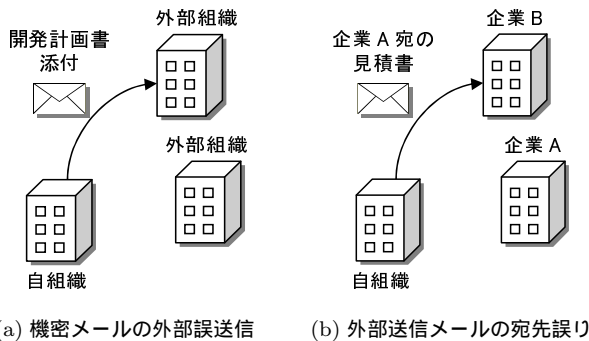 外部組織
開発計画書
添付
外部組織
自組織
(a) 機密メールの外部誤送信
企業B
企業A宛の
見積書
企業A
自組織
(b) 外部送信メールの宛先誤り